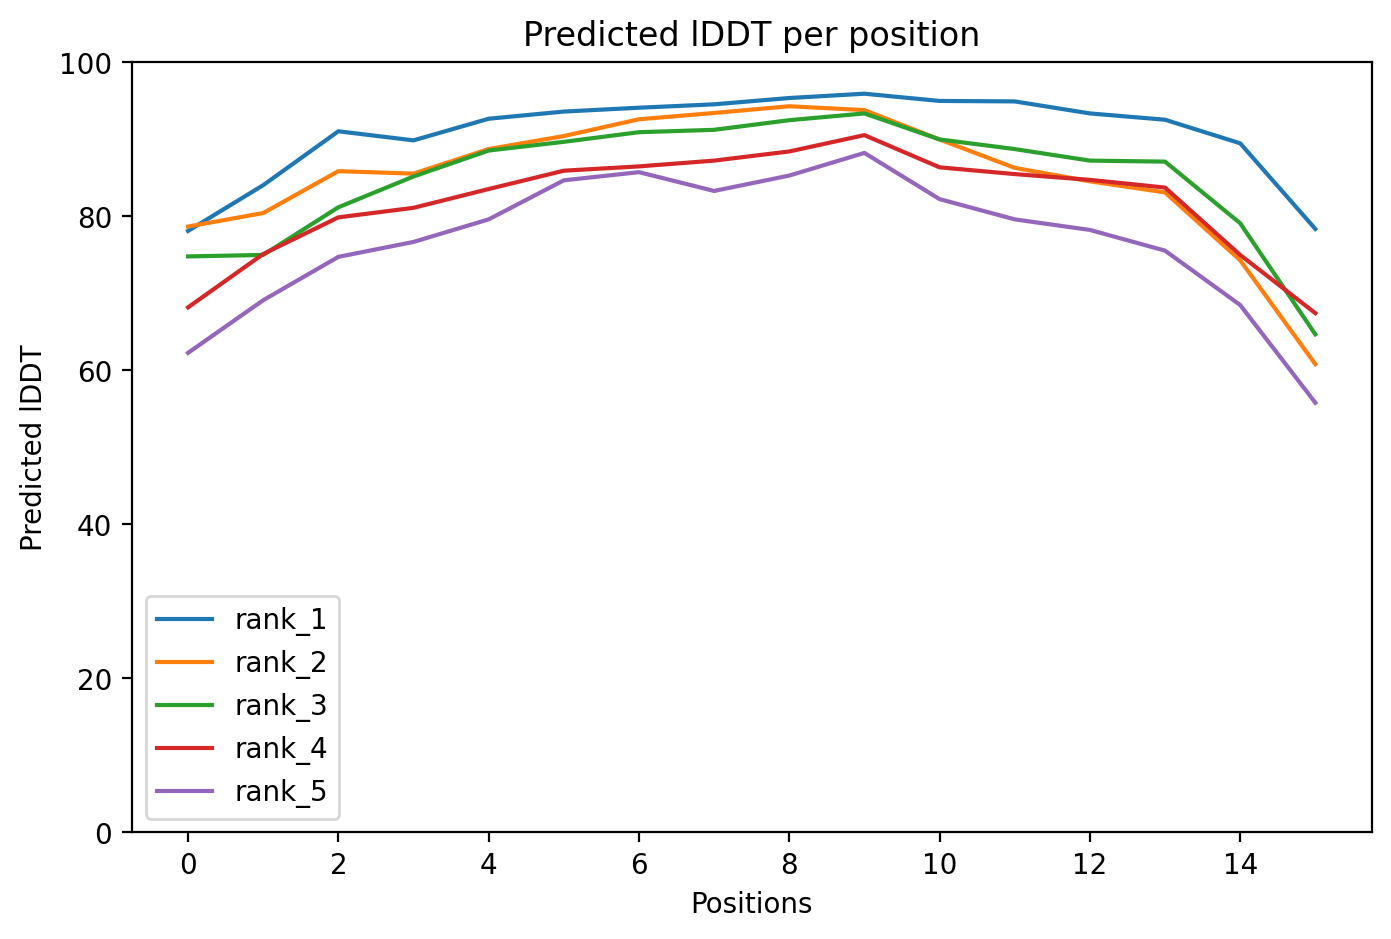 Predicted lDDT per position
100
80
60
40
20
0
Predicted lDDT
rank_1
rank_2
rank_3
rank_4
rank_5
0 2 4 6 8 10 12 14
Positions